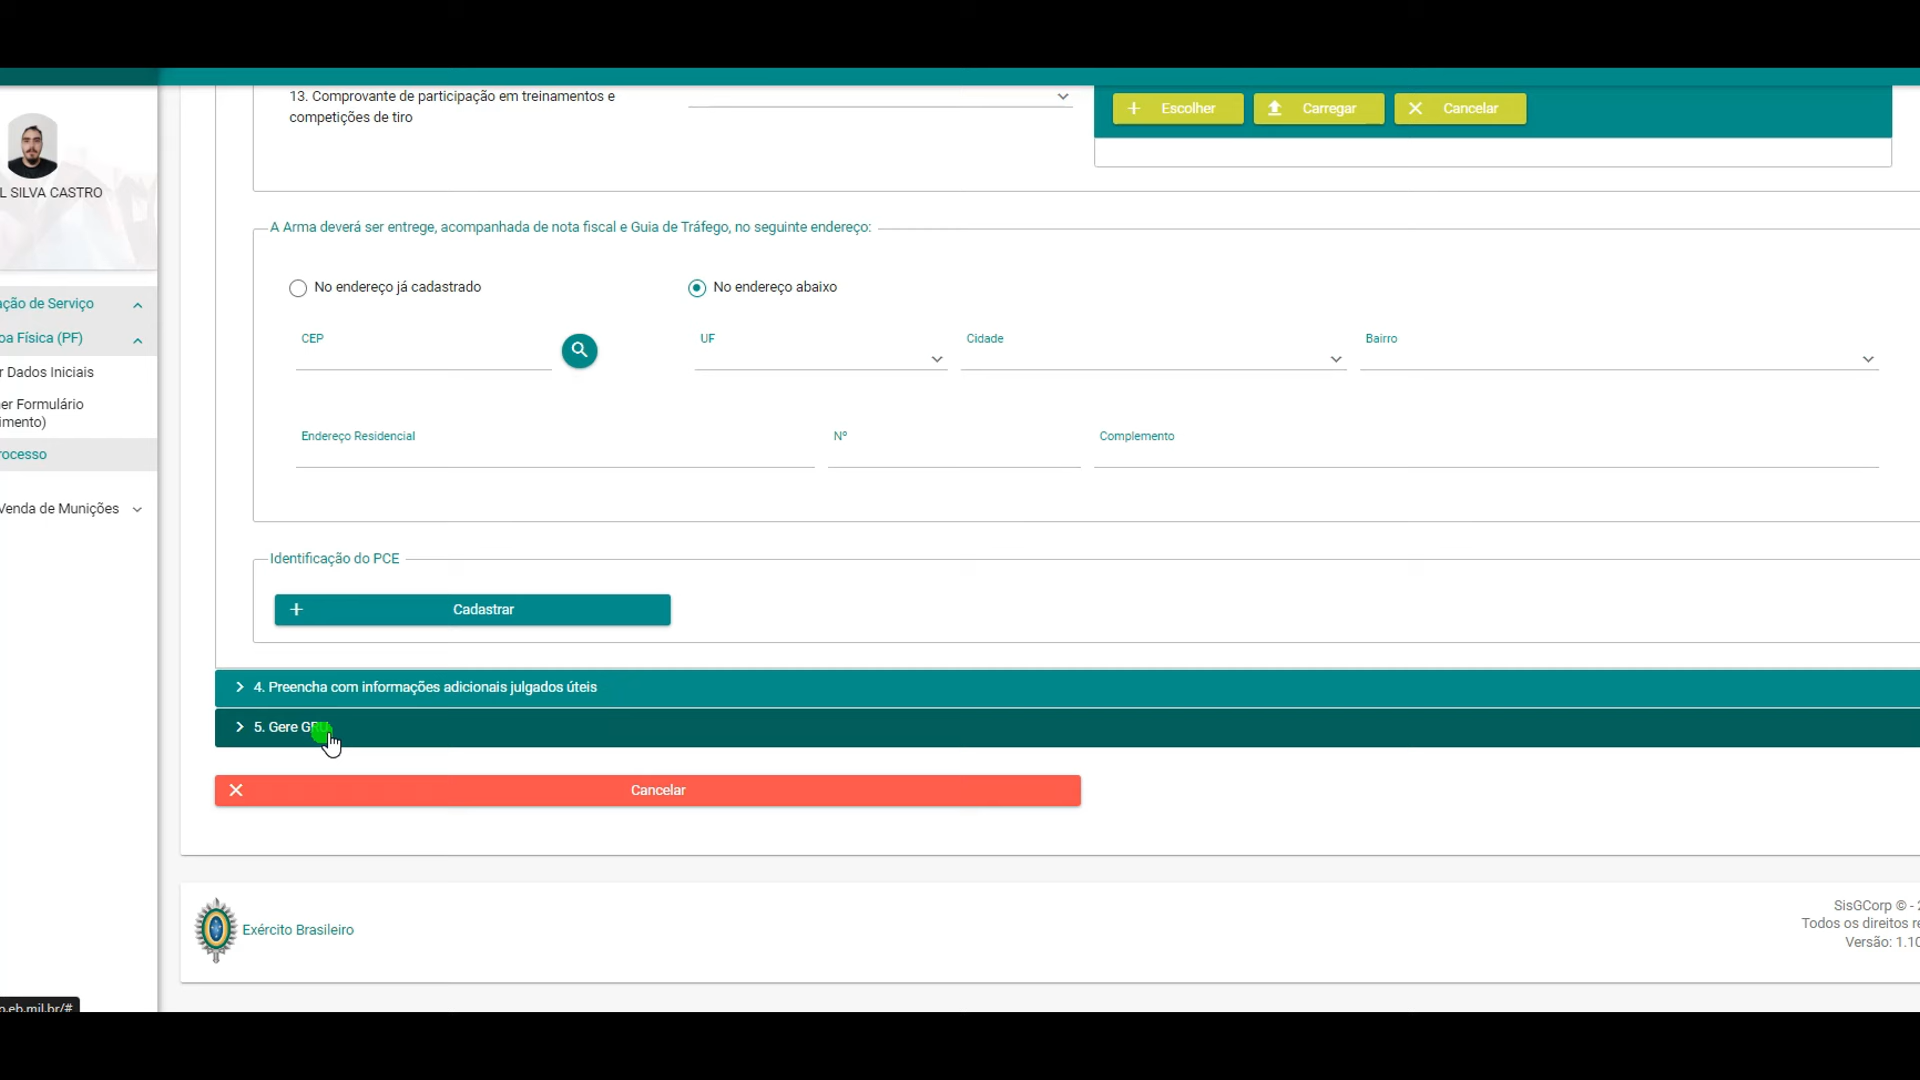 13. Comprovante de participação em treinamentos e
competições de tiro
Escolher
Carregar
Cancelar
L SILVA CASTRO
A Arma deverá ser entrege, acompanhada de nota fiscal e Guia de Tráfego, no seguinte endereço:
No endereço já cadastrado
No endereço abaixo
ação de Serviço
oa Física (PF)
r Dados Iniciais
er Formulário
imento)
rocesso
Venda de Munições
CEP
UF
Cidade
Bairro
Endereço Residencial
Nº
Complemento
Identificação do PCE
Cadastrar
4. Preencha com informações adicionais julgados úteis
5. Gere GRU
Cancelar
Exército Brasileiro
SisGCorp © - 2
Todos os direitos re
Versão: 1.10
o.eb.mil.br/#